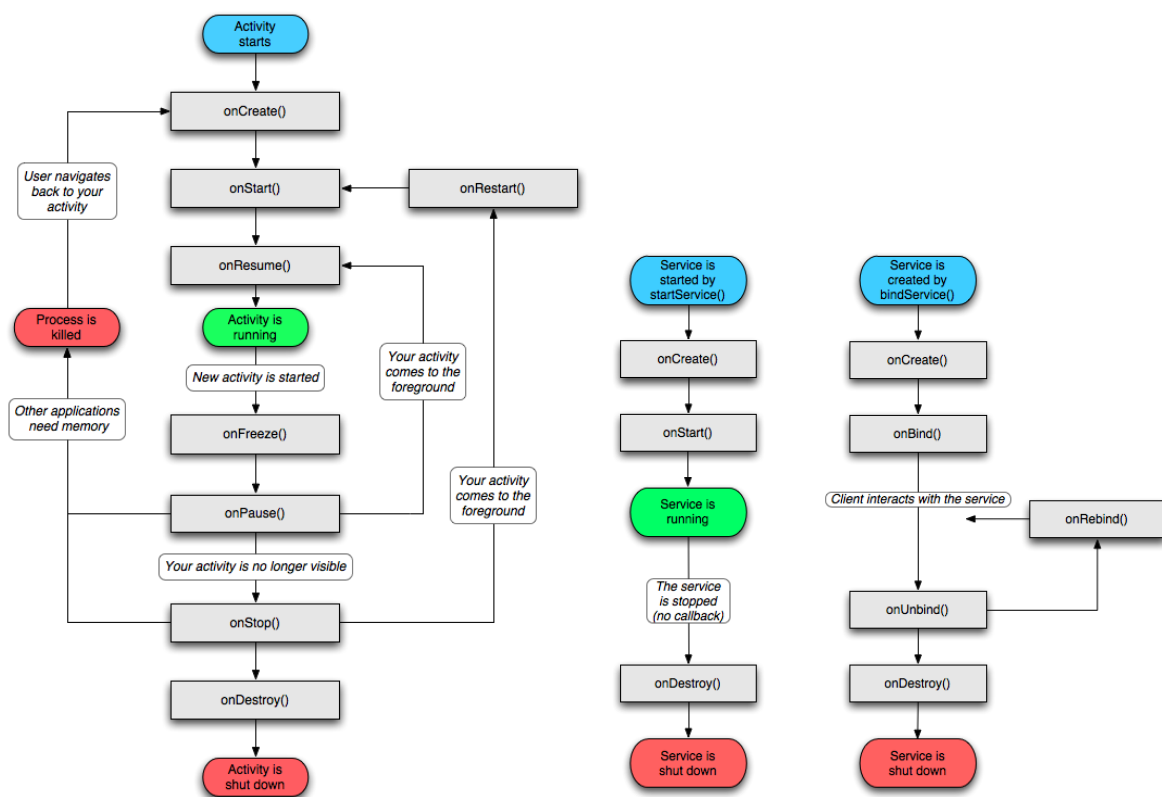 Activity
starts
onCreate()
User navigates
back to your
activity
onStart()
onRestart()
onResume()
Process is
killed
Activity is
running
New activity is started
Your activity
comes to the
foreground
Other applications
need memory
onFreeze()
Your activity
comes to the
foreground
onPause()
Your activity is no longer visible
onStop()
onDestroy()
Activity is
shut down
Service is
started by
startService()
onCreate()
onStart()
Service is
running
The service
is stopped
(no callback)
onDestroy()
Service is
shut down
Service is
created by
bindService()
onCreate()
onBind()
Client interacts with the service
onRebind()
onUnbind()
onDestroy()
Service is
shut down